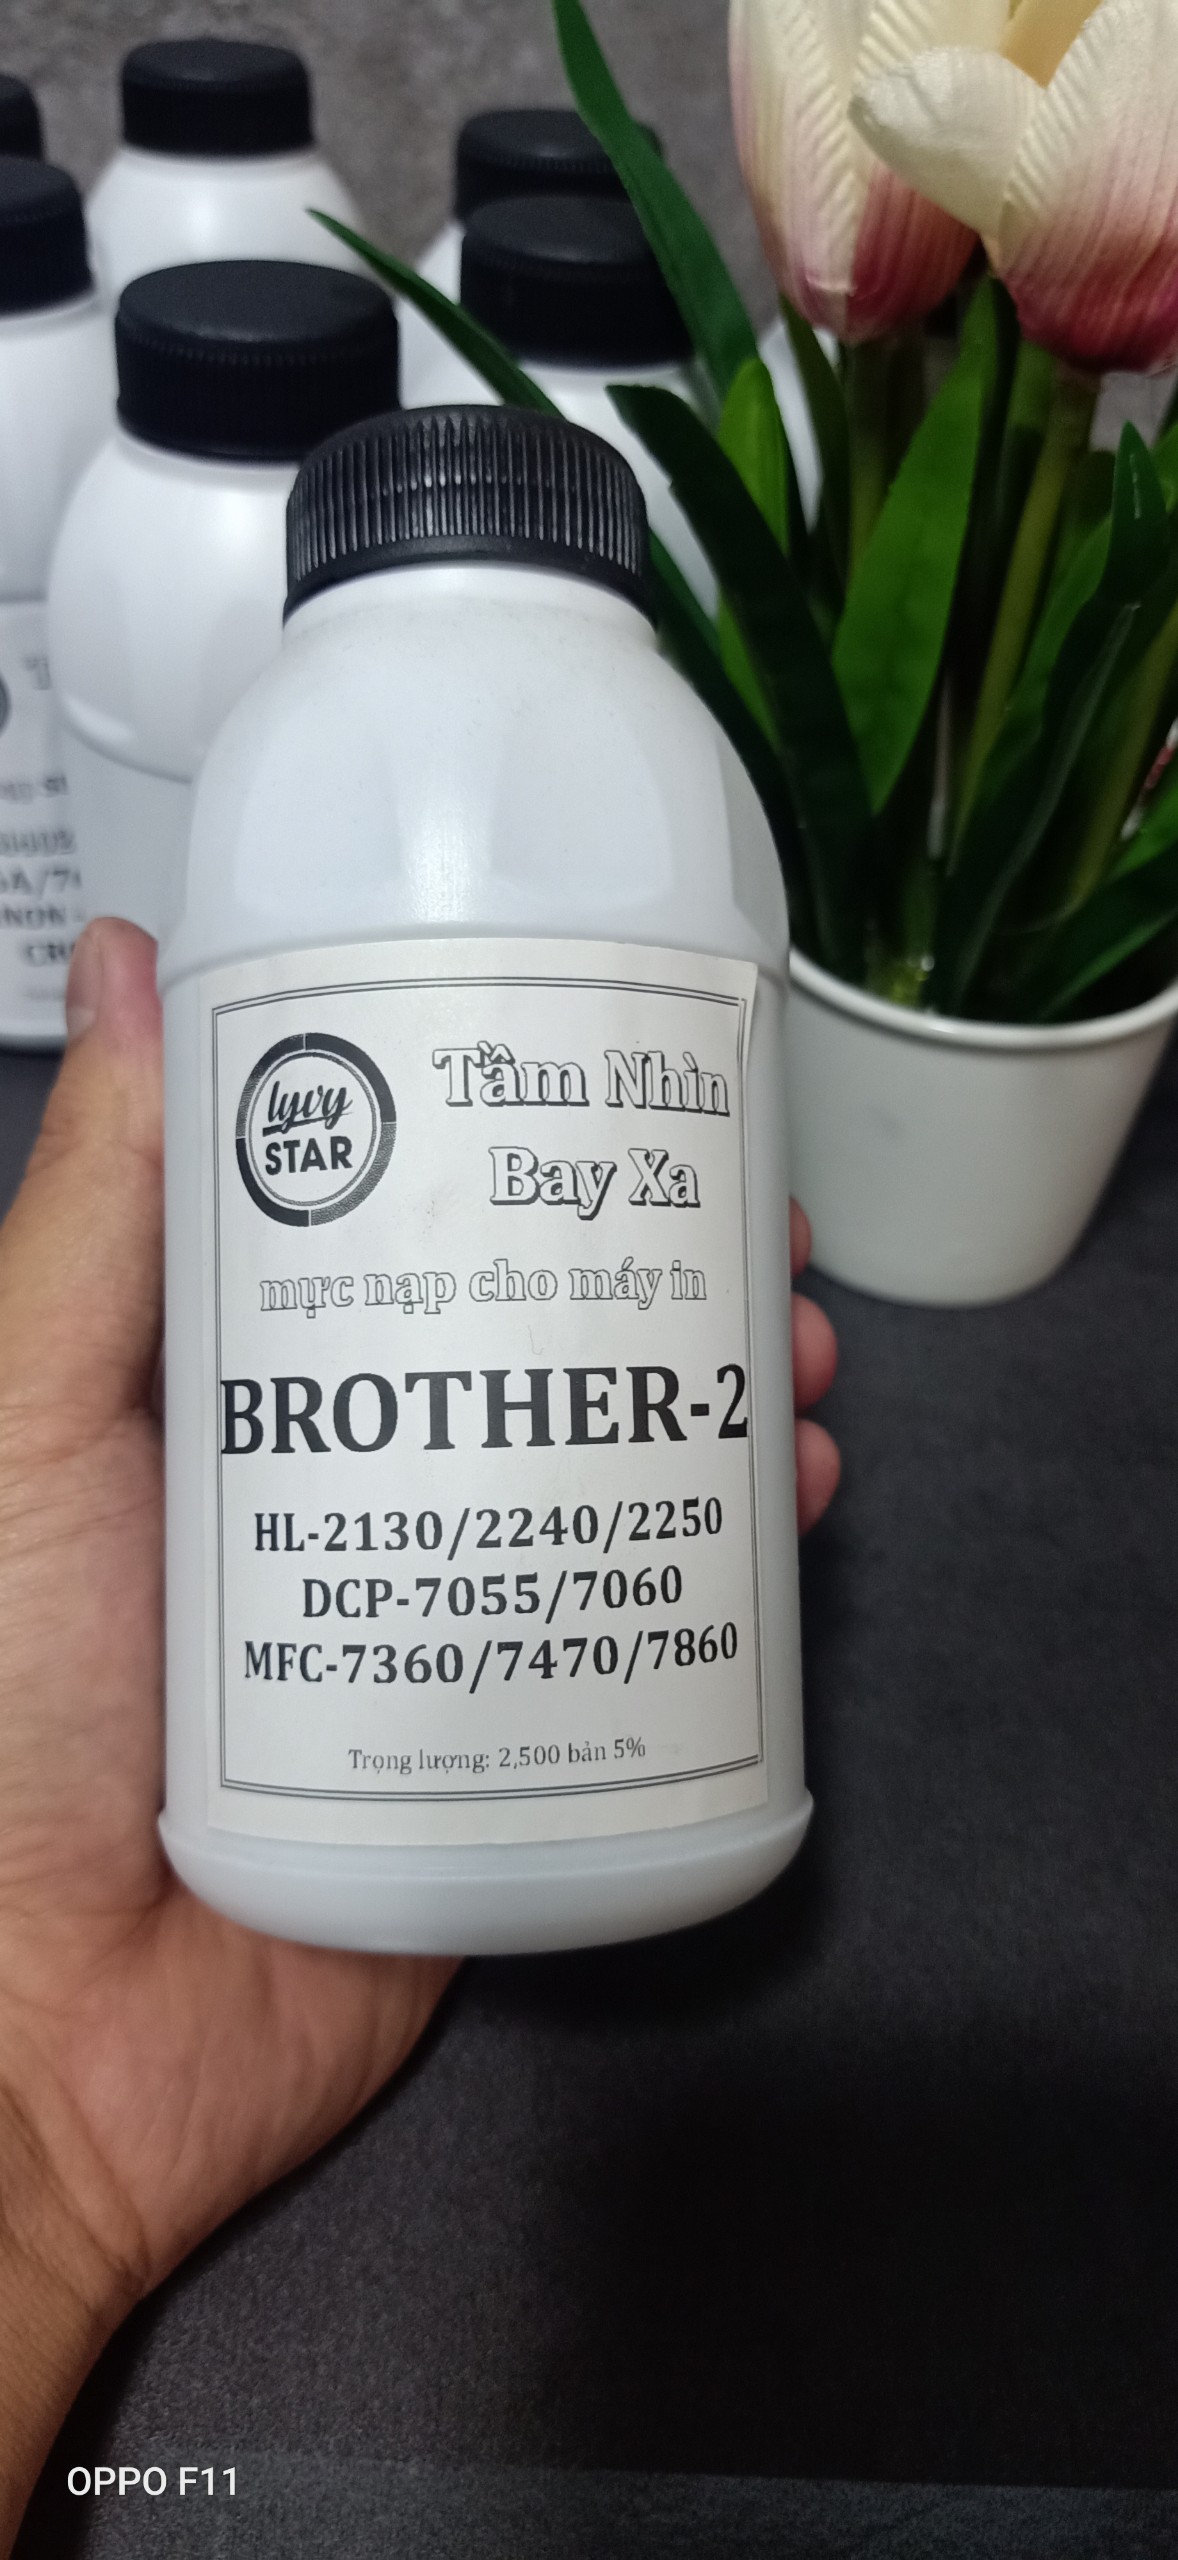 lyvy
STAR
Tầm Nhìn
Bay Xa
mực nạp cho máy in
BROTHER-2
HL-2130/2240/2250
DCP-7055/7060
MFC-7360/7470/7860
Trọng lượng: 2,500 bản 5%
OPPO F11